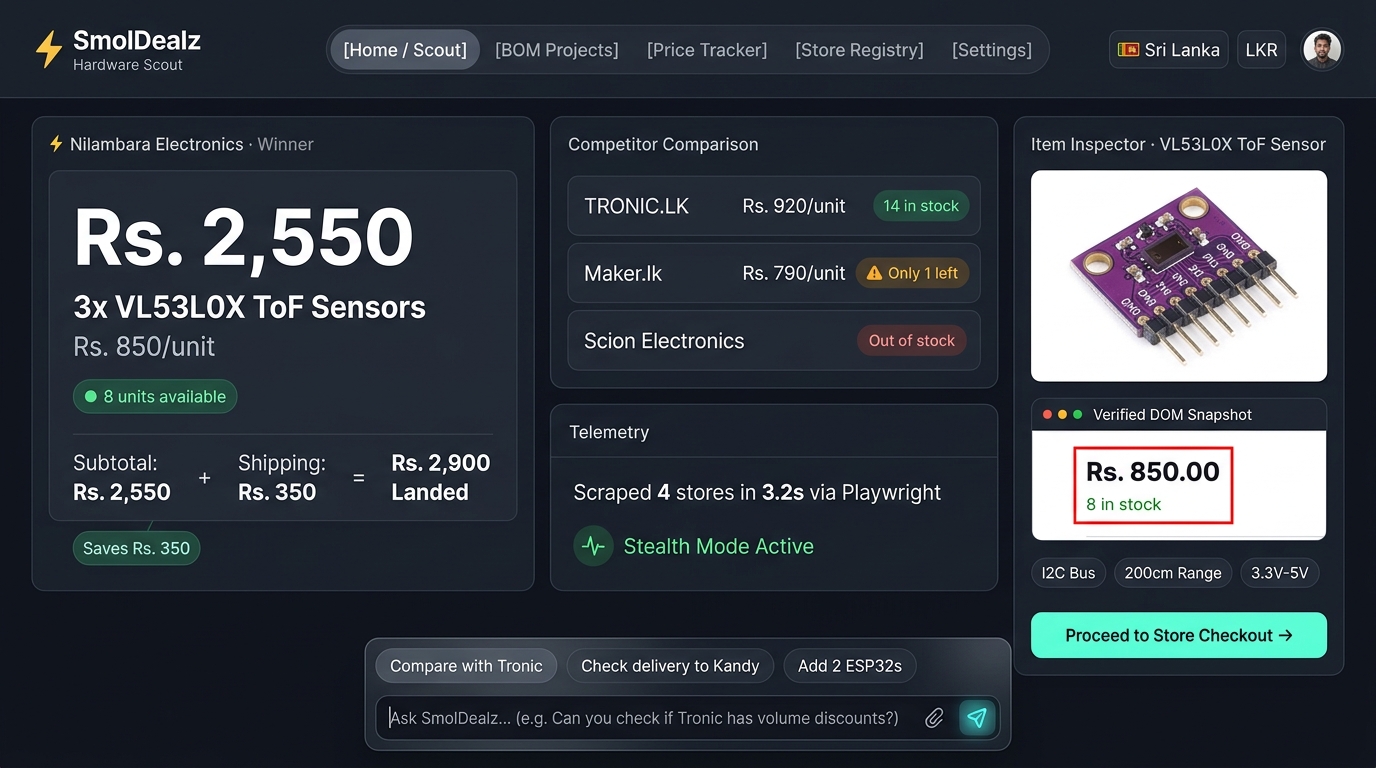 SmolDealz
Hardware Scout
[Home / Scout]
[BOM Projects]
[Price Tracker]
[Store Registry]
[Settings]
Sri Lanka
LKR
Nilambara Electronics · Winner
Rs. 2,550
3x VL53L0X ToF Sensors
Rs. 850/unit
8 units available
Subtotal:
Rs. 2,550
+
Shipping:
Rs. 350
=
Rs. 2,900
Landed
Saves Rs. 350
Competitor Comparison
TRONIC.LK Rs. 920/unit 14 in stock
Maker.lk Rs. 790/unit Only 1 left
Scion Electronics Out of stock
Telemetry
Scraped 4 stores in 3.2s via Playwright
Stealth Mode Active
Item Inspector · VL53L0X ToF Sensor
Verified DOM Snapshot
Rs. 850.00
8 in stock
I2C Bus
200cm Range
3.3V-5V
Proceed to Store Checkout →
Compare with Tronic
Check delivery to Kandy
Add 2 ESP32s
Ask SmolDealz... (e.g. Can you check if Tronic has volume discounts?)